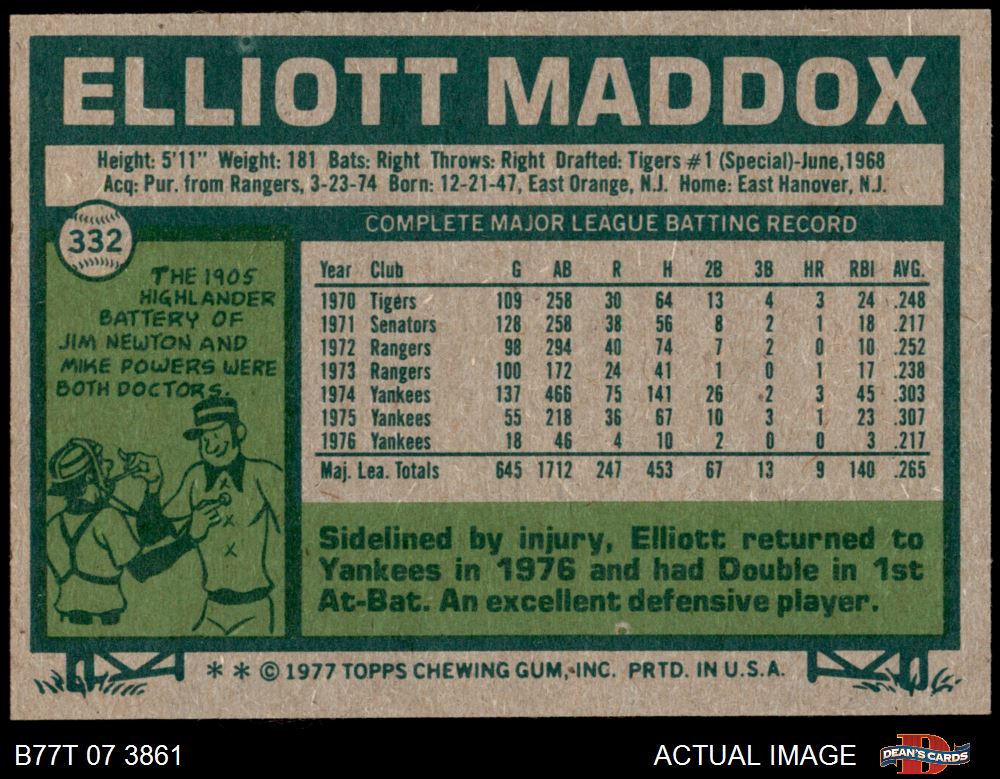 ELLIOTT MADDOX
Height: 5'11" Weight: 181 Bats: Right Throws: Right Drafted: Tigers #1 (Special)-June,1968
Acq: Pur. from Rangers, 3-23-74 Born: 12-21-47, East Orange, N.J. Home: East Hanover, N.J.
332
THE 1905
HIGHLANDER
BATTERY OF
JIM NEWTON AND
MIKE POWERS WERE
BOTH DOCTORS.
COMPLETE MAJOR LEAGUE BATTING RECORD
Year Club G AB R H 2B 3B HR RBI AVG.
1970 Tigers 109 258 30 64 13 4 3 24 .248
1971 Senators 128 258 38 56 8 2 1 18 .217
1972 Rangers 98 294 40 74 7 2 0 10 .252
1973 Rangers 100 172 24 41 1 0 1 17 .238
1974 Yankees 137 466 75 141 26 2 3 45 .303
1975 Yankees 55 218 36 67 10 3 1 23 .307
1976 Yankees 18 46 4 10 2 0 0 3 .217
Maj. Lea. Totals 645 1712 247 453 67 13 9 140 .265
Sidelined by injury, Elliott returned to
Yankees in 1976 and had Double in 1st
At-Bat. An excellent defensive player.
* * © 1977 TOPPS CHEWING GUM, INC. PRTD. IN U.S.A.
B77T 07 3861
ACTUAL IMAGE
DEAN'S CARDS